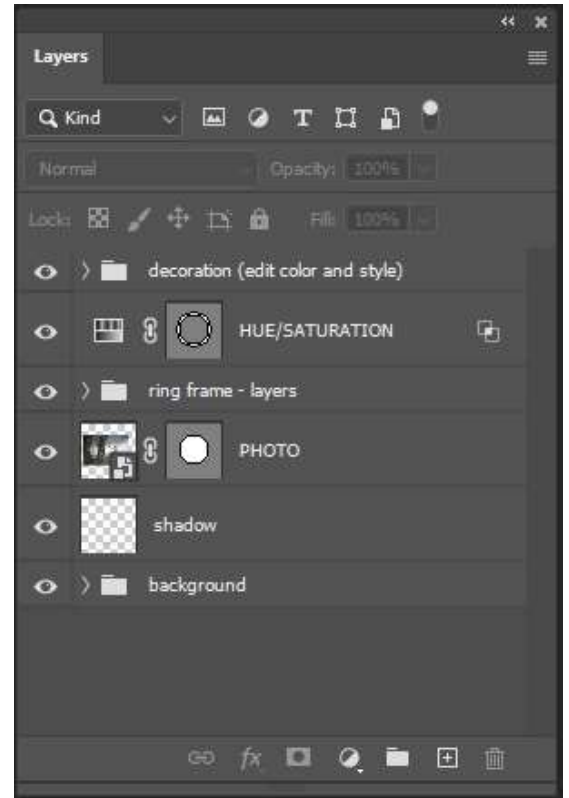 Layers
Kind
Normal Opacity: 100%
Lock: Fill: 100%
decoration (edit color and style)
HUE/SATURATION
ring frame - layers
PHOTO
shadow
background
fx